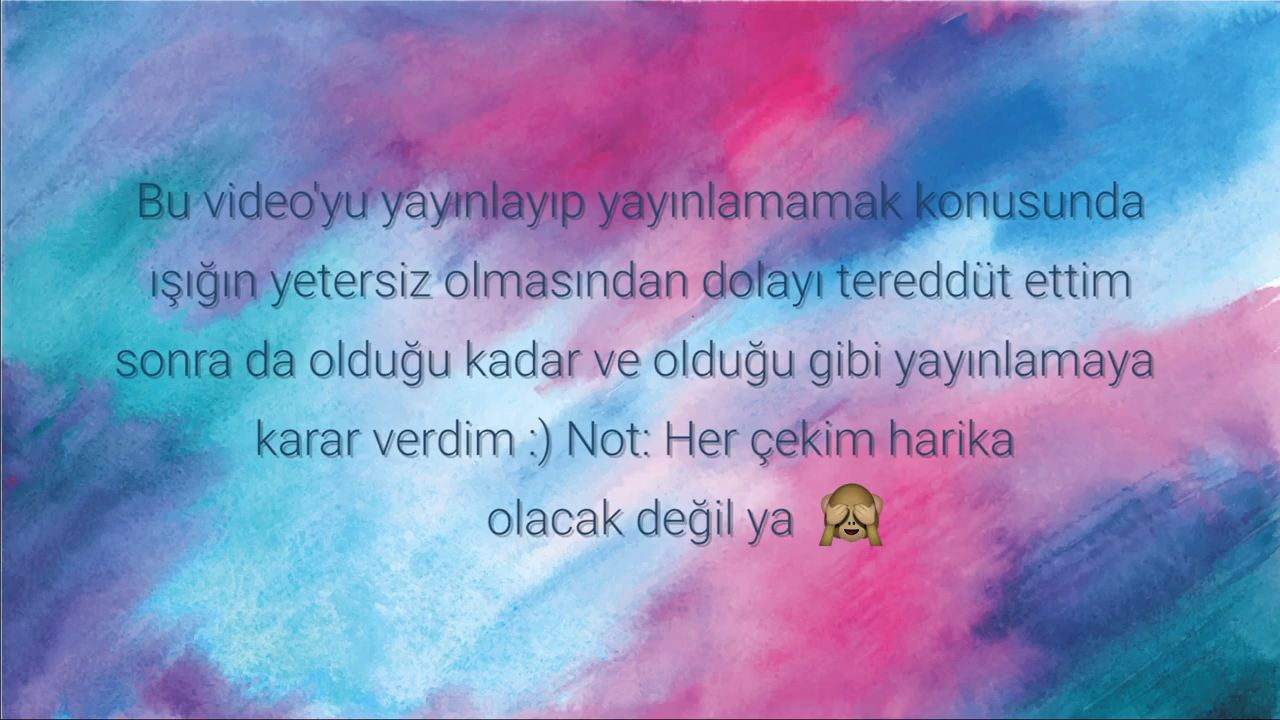 Bu video'yu yayınlayıp yayınlamamak konusunda
ışığın yetersiz olmasından dolayı tereddüt ettim
sonra da olduğu kadar ve olduğu gibi yayınlamaya
karar verdim :) Not: Her çekim harika
olacak değil ya 🙈